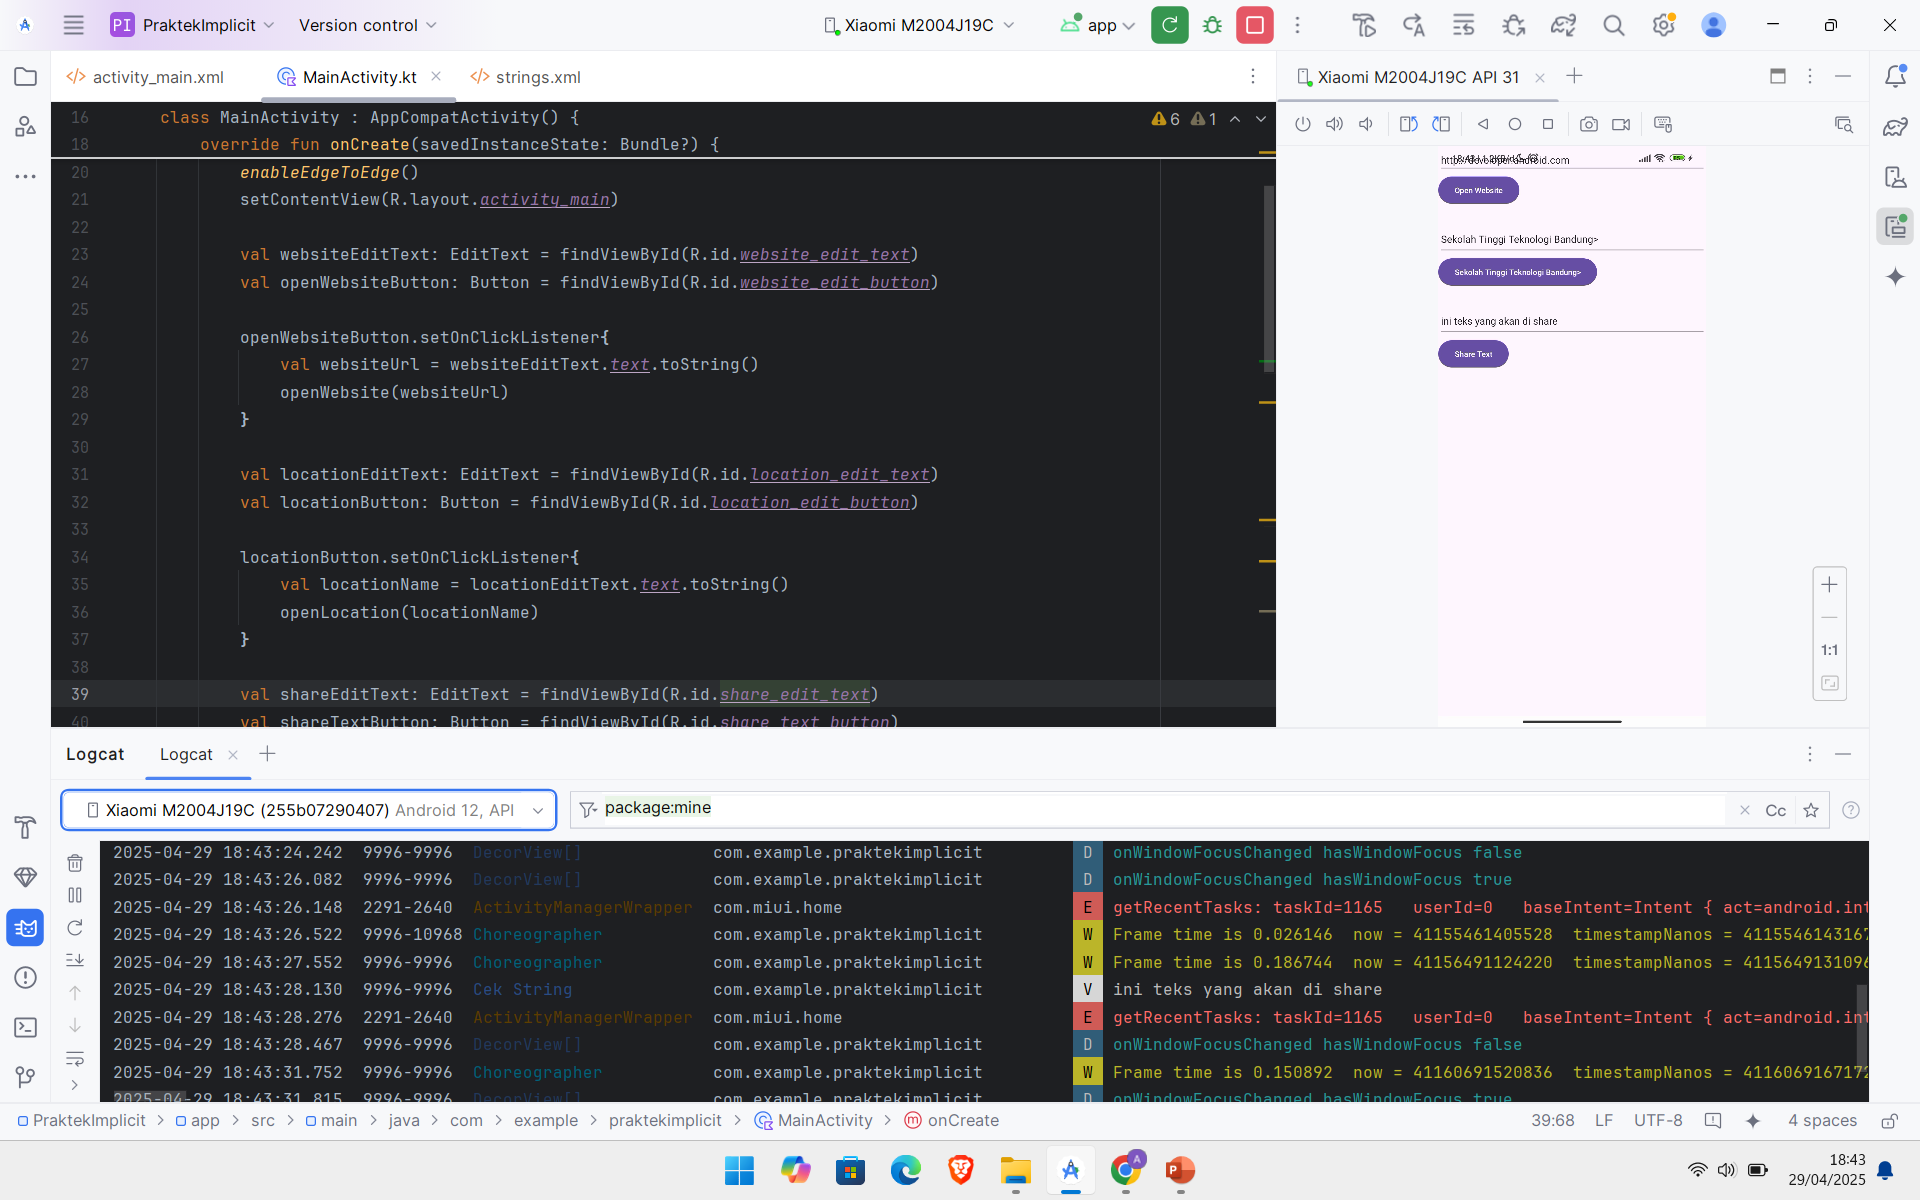 PI PraktekImplicit Version control Xiaomi M2004J19C app
activity_main.xml MainActivity.kt strings.xml
Xiaomi M2004J19C API 31
16 class MainActivity : AppCompatActivity() {
6 1
18 override fun onCreate(savedInstanceState: Bundle?) {
20 enableEdgeToEdge()
21 setContentView(R.layout.activity_main)
22
23 val websiteEditText: EditText = findViewById(R.id.website_edit_text)
24 val openWebsiteButton: Button = findViewById(R.id.website_edit_button)
25
26 openWebsiteButton.setOnClickListener{
27 val websiteUrl = websiteEditText.text.toString()
28 openWebsite(websiteUrl)
29 }
30
31 val locationEditText: EditText = findViewById(R.id.location_edit_text)
32 val locationButton: Button = findViewById(R.id.location_edit_button)
33
34 locationButton.setOnClickListener{
35 val locationName = locationEditText.text.toString()
36 openLocation(locationName)
37 }
38
39 val shareEditText: EditText = findViewById(R.id.share_edit_text)
40 val shareTextButton: Button = findViewById(R.id.share_text_button)
Open Website
Sekolah Tinggi Teknologi Bandung>
Sekolah Tinggi Teknologi Bandung>
ini teks yang akan di share
Share Text
1:1
Logcat Logcat
Xiaomi M2004J19C (255b07290407) Android 12, API
package:mine
Cc
2025-04-29 18:43:24.242 9996-9996 DecorView[] com.example.praktekimplicit D onWindowFocusChanged hasWindowFocus false
2025-04-29 18:43:26.082 9996-9996 DecorView[] com.example.praktekimplicit D onWindowFocusChanged hasWindowFocus true
2025-04-29 18:43:26.148 2291-2640 ActivityManagerWrapper com.miui.home E getRecentTasks: taskId=1165 userId=0 baseIntent=Intent { act=android.int
2025-04-29 18:43:26.522 9996-10968 Choreographer com.example.praktekimplicit W Frame time is 0.026146 now = 41155461405528 timestampNanos = 4115546143167
2025-04-29 18:43:27.552 9996-9996 Choreographer com.example.praktekimplicit W Frame time is 0.186744 now = 41156491124220 timestampNanos = 4115649131096
2025-04-29 18:43:28.130 9996-9996 Cek String com.example.praktekimplicit V ini teks yang akan di share
2025-04-29 18:43:28.276 2291-2640 ActivityManagerWrapper com.miui.home E getRecentTasks: taskId=1165 userId=0 baseIntent=Intent { act=android.int
2025-04-29 18:43:28.467 9996-9996 DecorView[] com.example.praktekimplicit D onWindowFocusChanged hasWindowFocus false
2025-04-29 18:43:31.752 9996-9996 Choreographer com.example.praktekimplicit W Frame time is 0.150892 now = 41160691520836 timestampNanos = 4116069167172
2025-04-29 18:43:31.815 9996-9996 DecorView[] com.example.praktekimplicit D onWindowFocusChanged hasWindowFocus true
PraktekImplicit > app > src > main > java > com > example > praktekimplicit > MainActivity > onCreate
39:68 LF UTF-8 4 spaces
18:43
29/04/2025